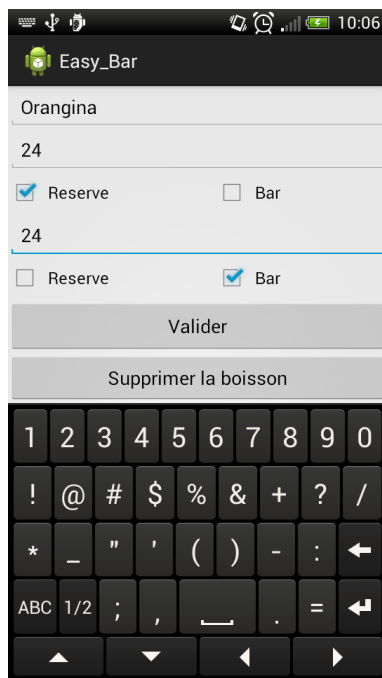 10:06
Easy_Bar
Orangina
24
Reserve Bar
24
Reserve Bar
Valider
Supprimer la boisson
1 2 3 4 5 6 7 8 9 0
! @ # $ % & + ? /
* _ " ' ( ) - :
ABC 1/2 ; , . =